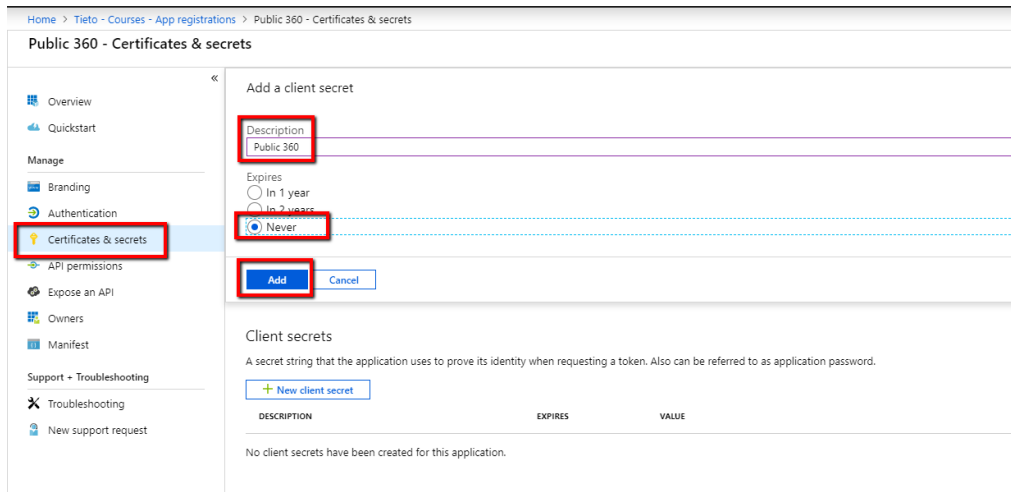 Home > Tieto - Courses - App registrations > Public 360 - Certificates & secrets
Public 360 - Certificates & secrets
«
Overview
Quickstart
Manage
Branding
Authentication
Certificates & secrets
API permissions
Expose an API
Owners
Manifest
Support + Troubleshooting
Troubleshooting
New support request
Add a client secret
Description
Public 360
Expires
In 1 year
In 2 years
Never
Add Cancel
Client secrets
A secret string that the application uses to prove its identity when requesting a token. Also can be referred to as application password.
+ New client secret
DESCRIPTION EXPIRES VALUE
No client secrets have been created for this application.